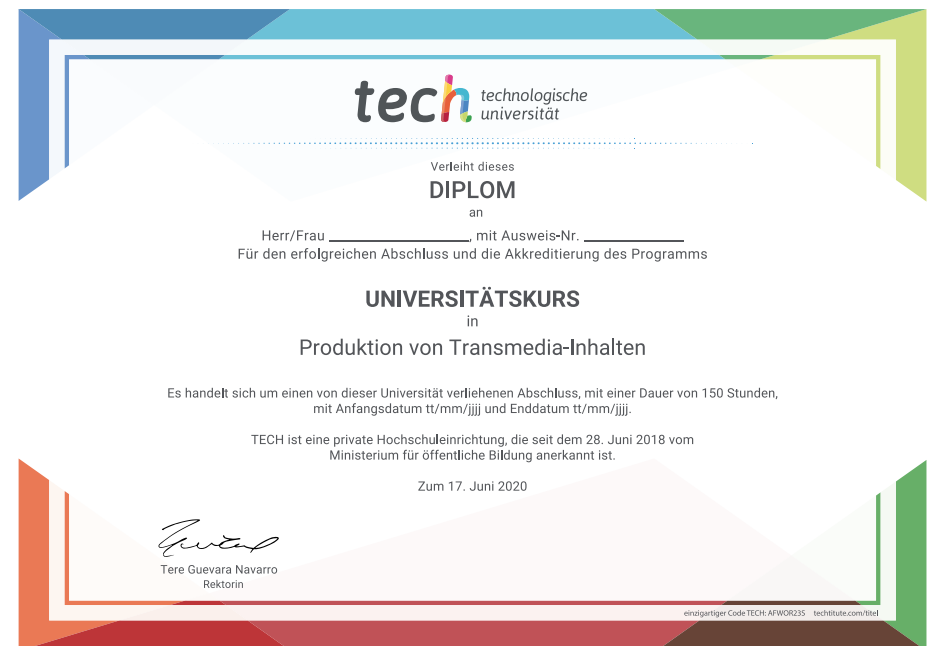 tech technologische
universität
Verleiht dieses
DIPLOM
an
Herr/Frau ____________________, mit Ausweis-Nr. ______________
Für den erfolgreichen Abschluss und die Akkreditierung des Programms
UNIVERSITÄTSKURS
in
Produktion von Transmedia-Inhalten
Es handelt sich um einen von dieser Universität verliehenen Abschluss, mit einer Dauer von 150 Stunden,
mit Anfangsdatum tt/mm/jjjj und Enddatum tt/mm/jjjj.
TECH ist eine private Hochschuleinrichtung, die seit dem 28. Juni 2018 vom
Ministerium für öffentliche Bildung anerkannt ist.
Zum 17. Juni 2020
Tere Guevara Navarro
Rektorin
einzigartiger Code TECH: AFWOR23S techtitute.com/titel